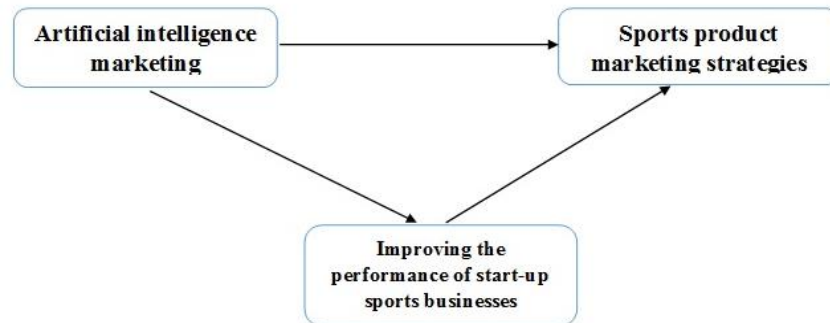 Artificial intelligence
marketing
Sports product
marketing strategies
Improving the
performance of start-up
sports businesses